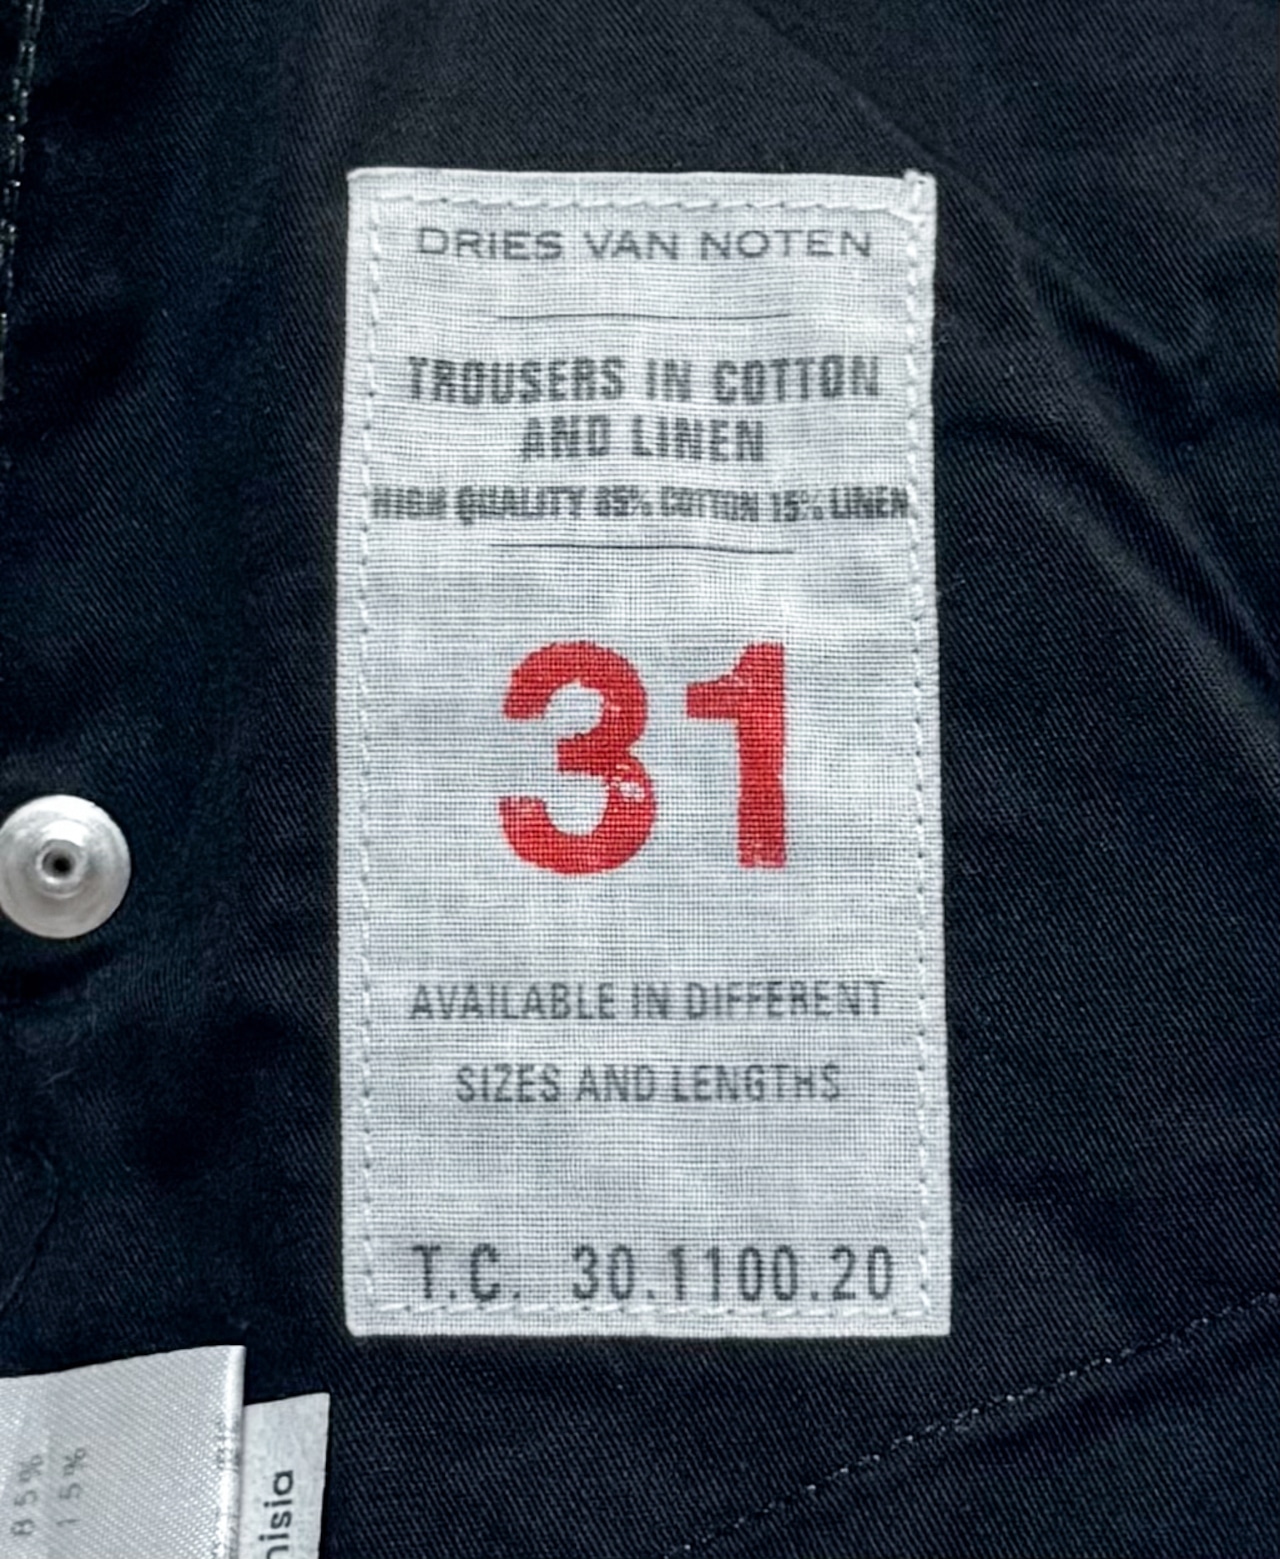 DRIES VAN NOTEN
TROUSERS IN COTTON
AND LINEN
HIGH QUALITY 85% COTTON 15% LINEN
31
AVAILABLE IN DIFFERENT
SIZES AND LENGTHS
T.C. 30.1100.20
85%
15%
nisia